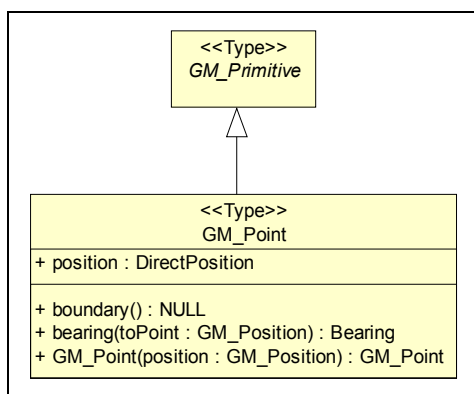 <<Type>>
GM_Primitive
<<Type>>
GM_Point
+ position : DirectPosition
+ boundary() : NULL
+ bearing(toPoint : GM_Position) : Bearing
+ GM_Point(position : GM_Position) : GM_Point